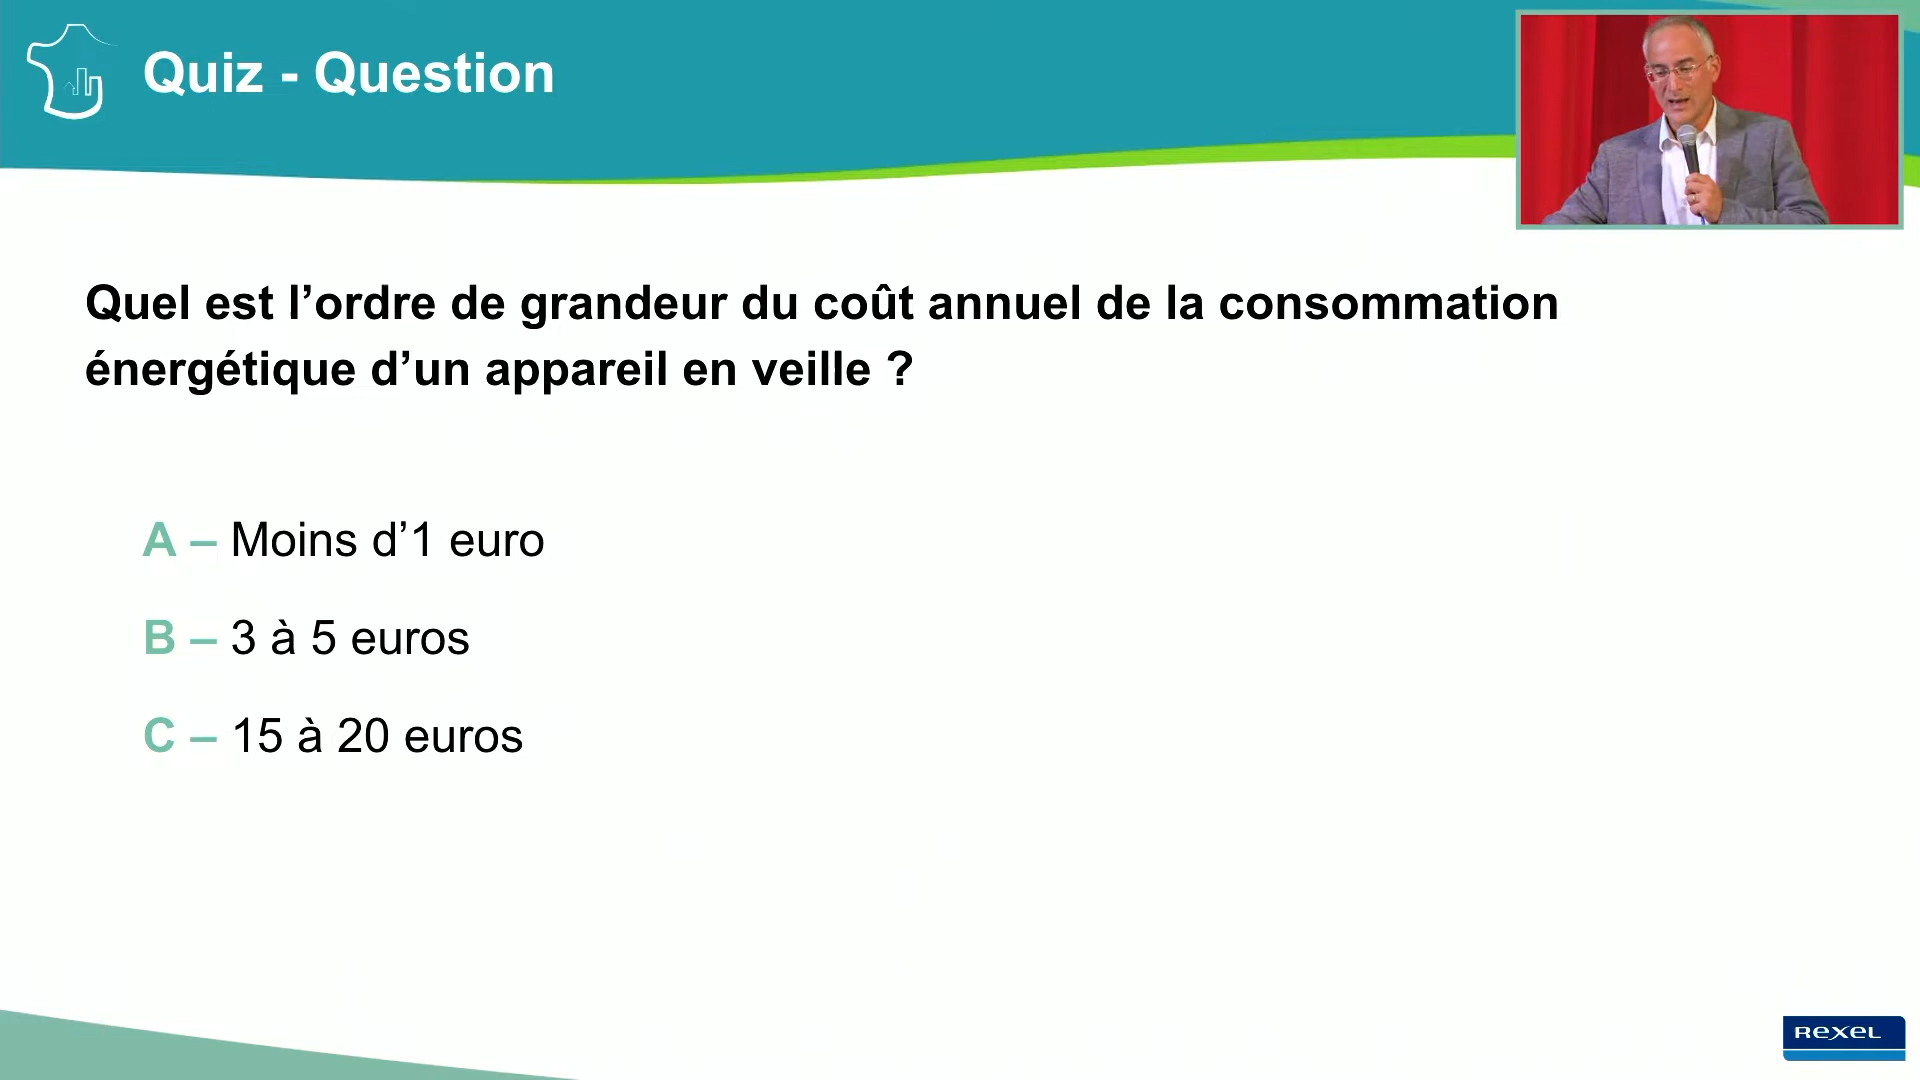 Quiz - Question
Quel est l’ordre de grandeur du coût annuel de la consommation
énergétique d’un appareil en veille ?
A – Moins d’1 euro
B – 3 à 5 euros
C – 15 à 20 euros
REXEL